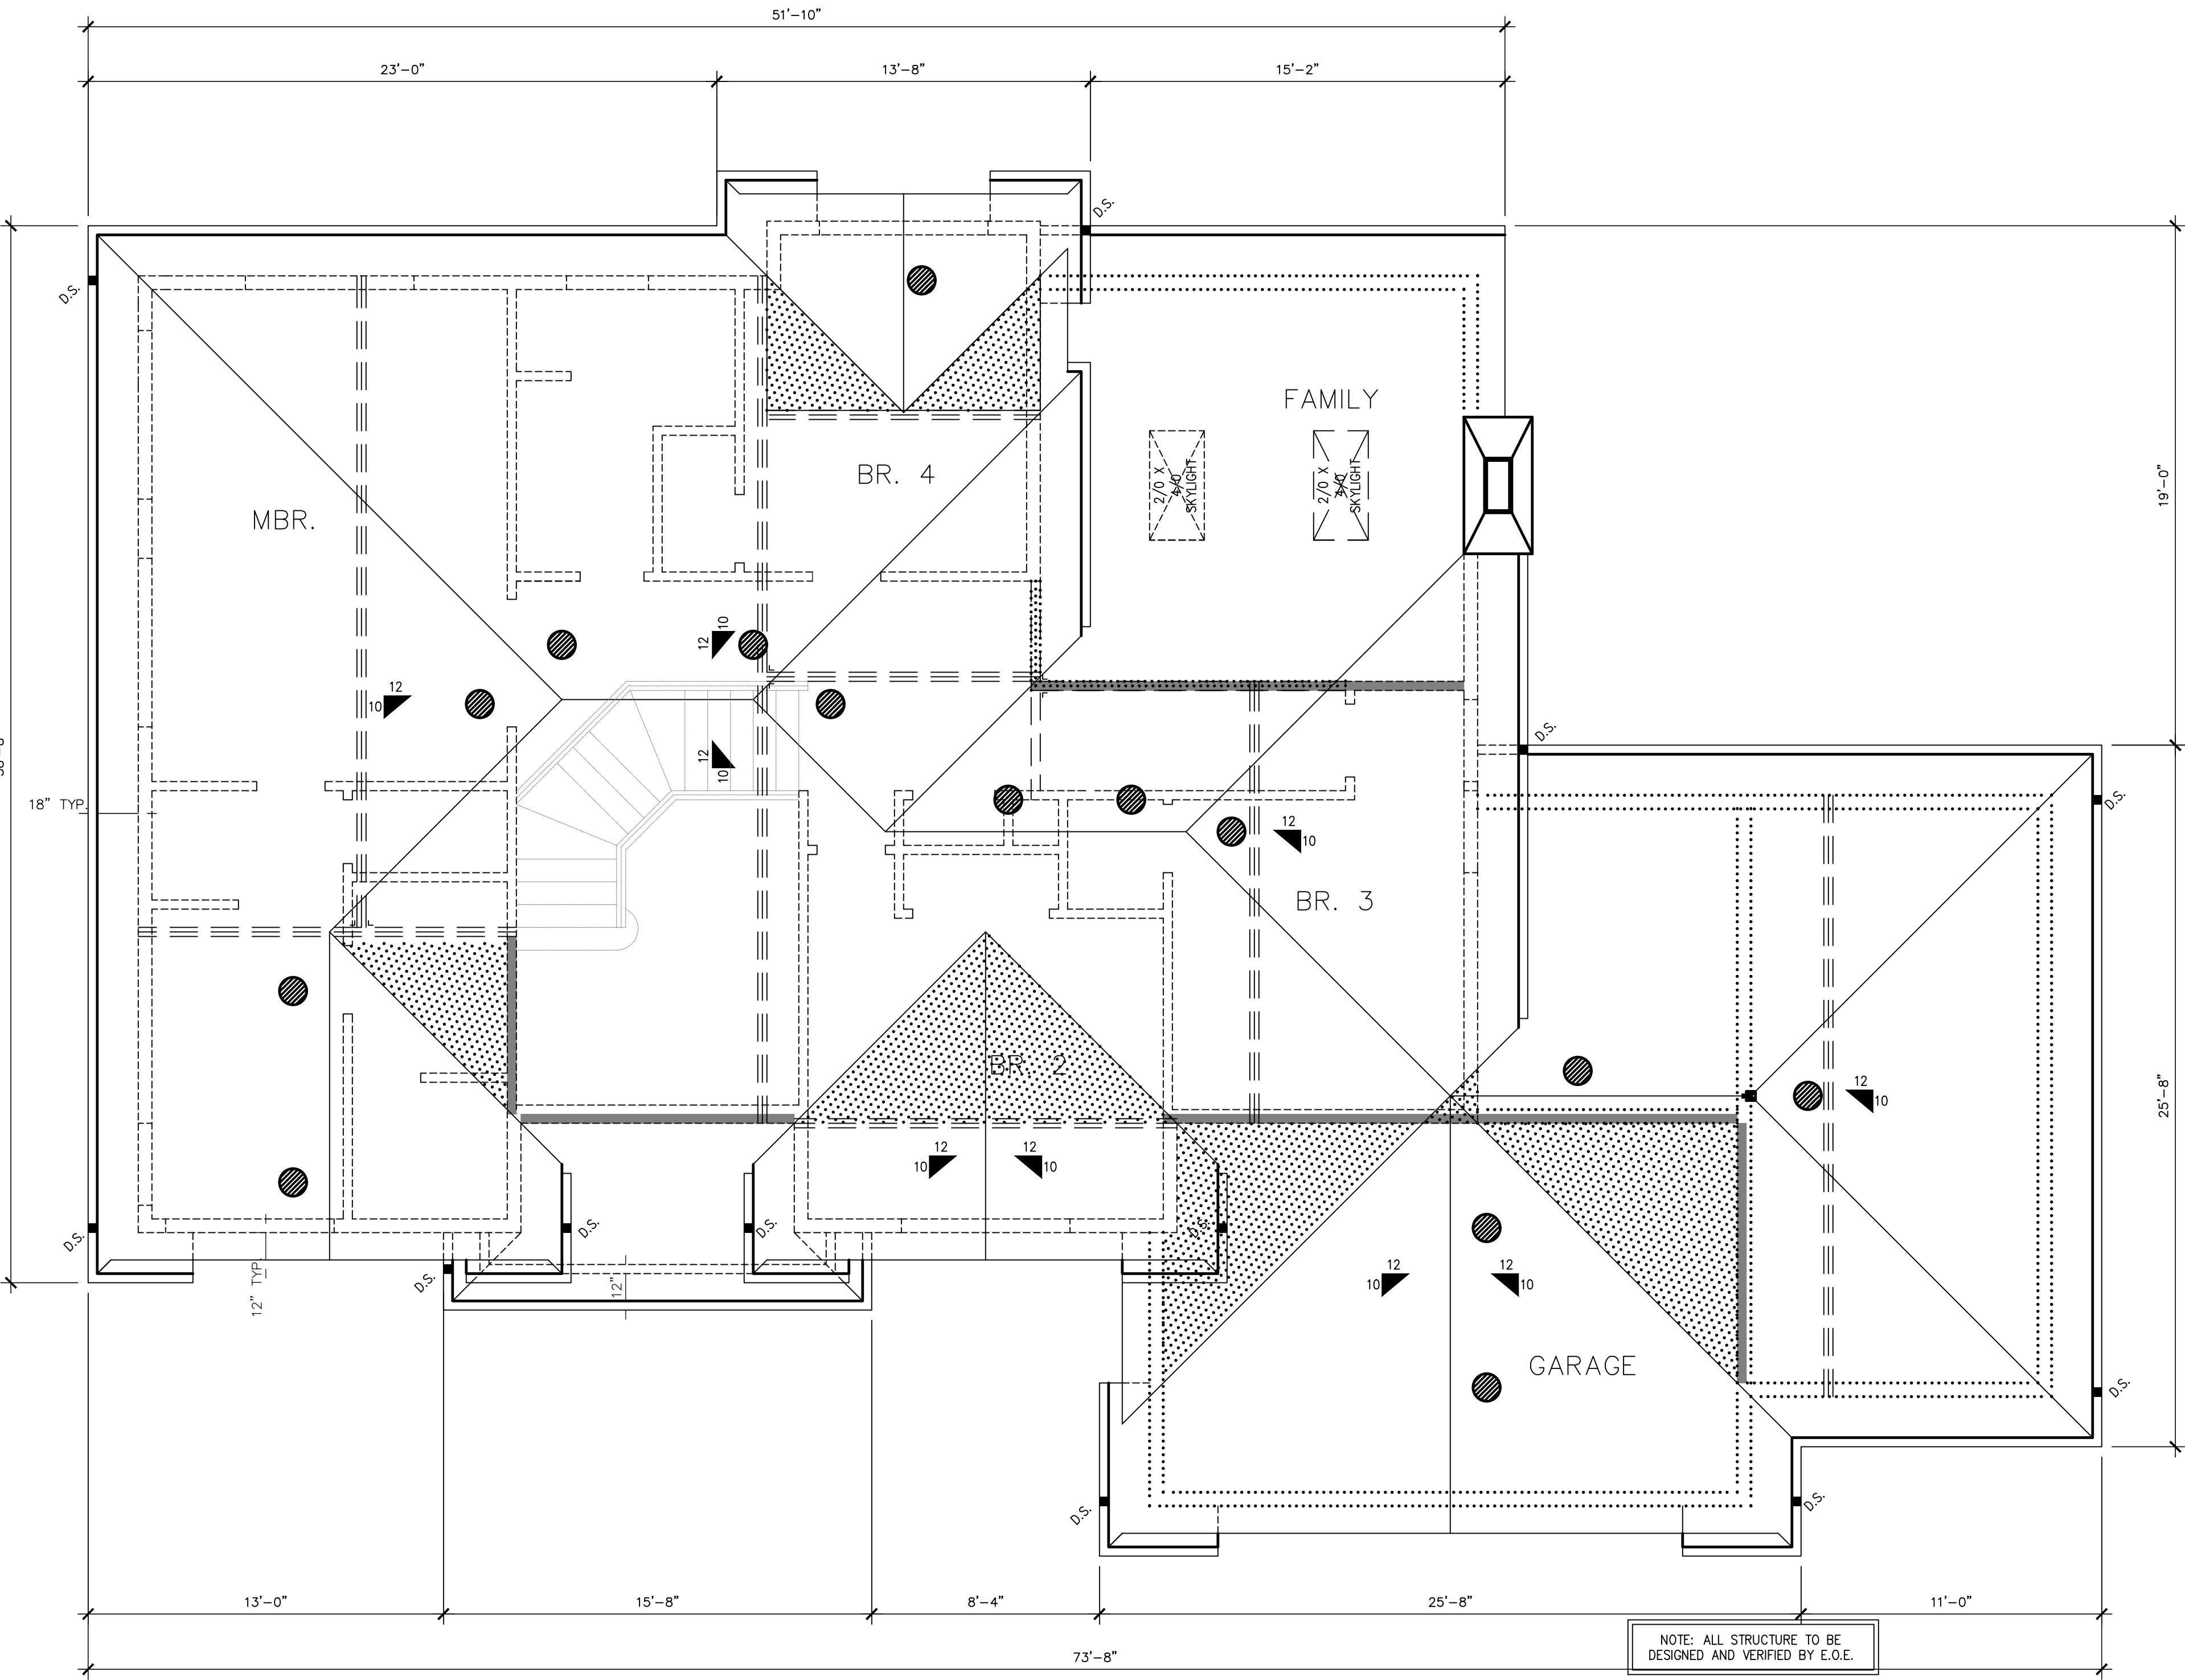 51'-10"
23'-0"
13'-8"
15'-2"
D.S.
D.S.
FAMILY
BR. 4
2/0 X
4/0
SKYLIGHT
2/0 X
4/0
SKYLIGHT
19'-0"
MBR.
12
10
12
10
D.S.
12
10
18" TYP.
D.S.
12
10
BR. 3
BR. 2
12
10
25'-8"
12
10
12
10
D.S.
D.S.
D.S.
D.S.
D.S.
12" TYP.
12"
12
10
12
10
GARAGE
D.S.
D.S.
D.S.
13'-0"
15'-8"
8'-4"
25'-8"
11'-0"
NOTE: ALL STRUCTURE TO BE
DESIGNED AND VERIFIED BY E.O.E.
73'-8"